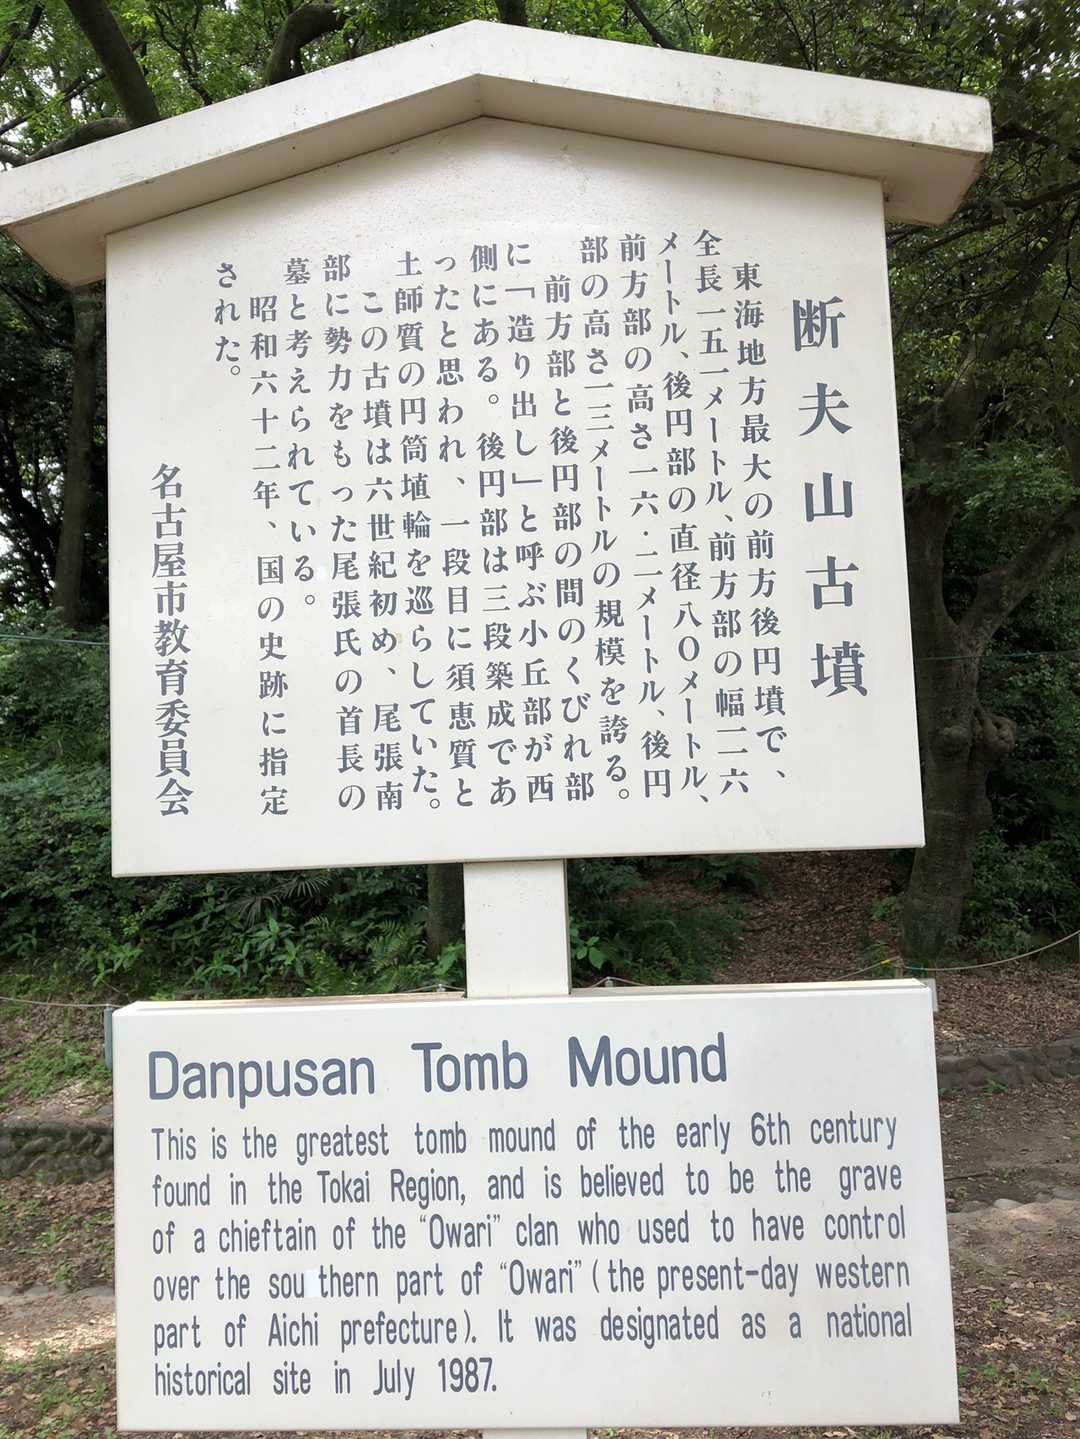 断夫山古墳
東海地方最大の前方後円墳で、
全長一五一メートル、前方部の幅一一六
メートル、後円部の直径八〇メートル、
前方部の高さ一六・二メートル、後円
部の高さ一三メートルの規模を誇る。
前方部と後円部の間のくびれ部
に「造り出し」と呼ぶ小丘部が西
側にある。後円部は三段築成であ
ったと思われ、一段目に須恵質と
土師質の円筒埴輪を巡らしていた。
この古墳は六世紀初め、尾張南
部に勢力をもった尾張氏の首長の
墓と考えられている。
昭和六十二年、国の史跡に指定
された。
名古屋市教育委員会
Danpusan Tomb Mound
This is the greatest tomb mound of the early 6th century
found in the Tokai Region, and is believed to be the grave
of a chieftain of the “Owari” clan who used to have control
over the sou thern part of “Owari” (the present-day western
part of Aichi prefecture). It was designated as a national
historical site in July 1987.